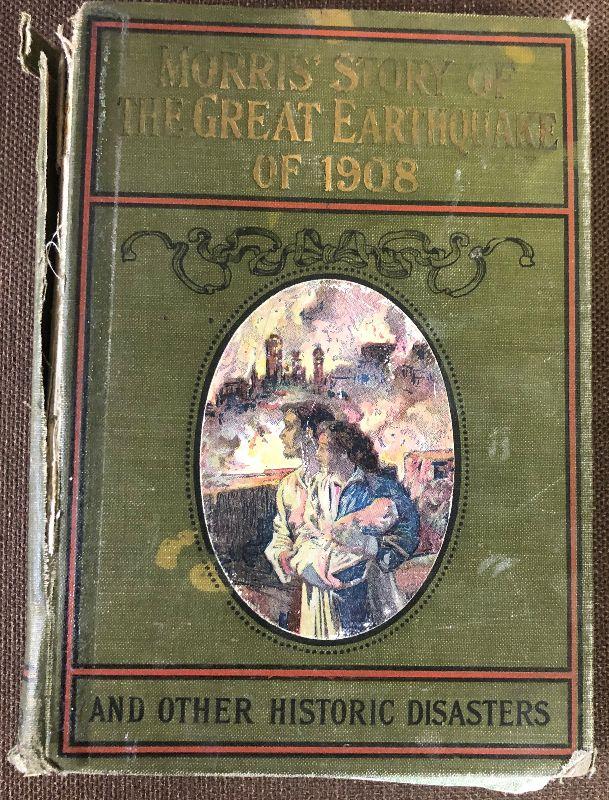 MORRIS' STORY OF
THE GREAT EARTHQUAKE
OF 1908
AND OTHER HISTORIC DISASTERS